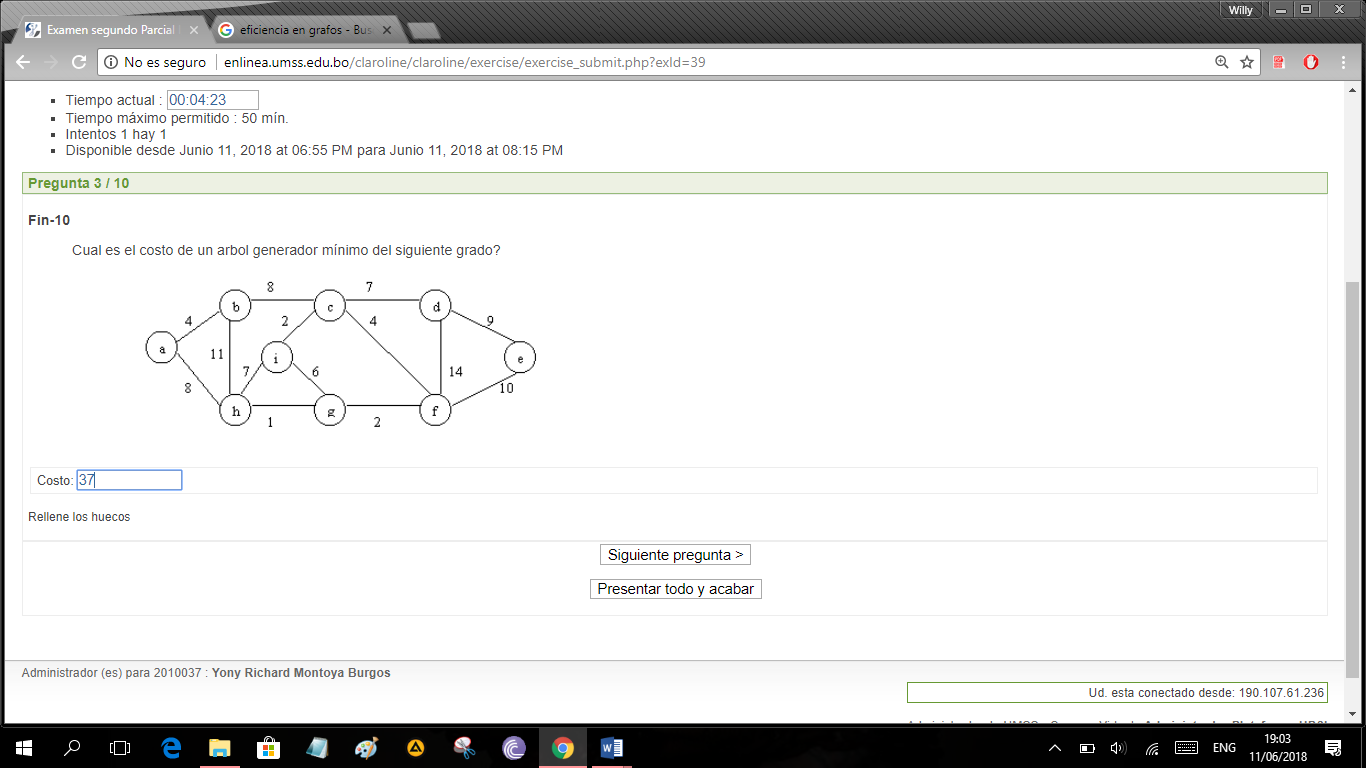 Willy
Examen segundo Parcial
eficiencia en grafos - Bus
No es seguro
enlinea.umss.edu.bo/claroline/claroline/exercise/exercise_submit.php?exId=39
Tiempo actual : 00:04:23
Tiempo máximo permitido : 50 mín.
Intentos 1 hay 1
Disponible desde Junio 11, 2018 at 06:55 PM para Junio 11, 2018 at 08:15 PM
Pregunta 3 / 10
Fin-10
Cual es el costo de un arbol generador mínimo del siguiente grado?
8 7
b c d
4 2 4 9
a 11 i e
7 6 14
8 10
h g f
1 2
Costo: 37
Rellene los huecos
Siguiente pregunta >
Presentar todo y acabar
Administrador (es) para 2010037 : Yony Richard Montoya Burgos
Ud. esta conectado desde: 190.107.61.236
ENG
19:03
11/06/2018